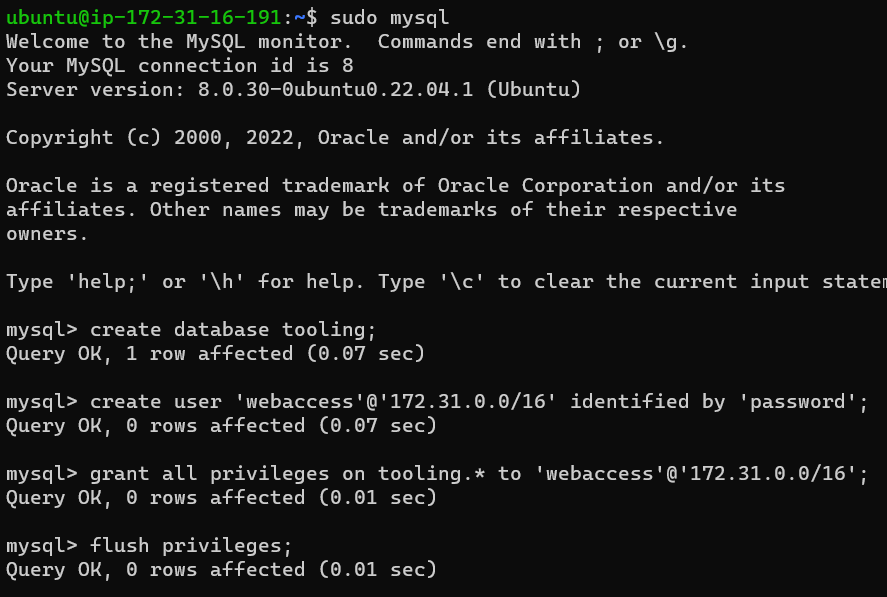 ubuntu@ip-172-31-16-191:~$ sudo mysql
Welcome to the MySQL monitor.  Commands end with ; or \g.
Your MySQL connection id is 8
Server version: 8.0.30-0ubuntu0.22.04.1 (Ubuntu)
Copyright (c) 2000, 2022, Oracle and/or its affiliates.
Oracle is a registered trademark of Oracle Corporation and/or its
affiliates. Other names may be trademarks of their respective
owners.
Type 'help;' or '\h' for help. Type '\c' to clear the current input state
mysql> create database tooling;
Query OK, 1 row affected (0.07 sec)
mysql> create user 'webaccess'@'172.31.0.0/16' identified by 'password';
Query OK, 0 rows affected (0.07 sec)
mysql> grant all privileges on tooling.* to 'webaccess'@'172.31.0.0/16';
Query OK, 0 rows affected (0.01 sec)
mysql> flush privileges;
Query OK, 0 rows affected (0.01 sec)